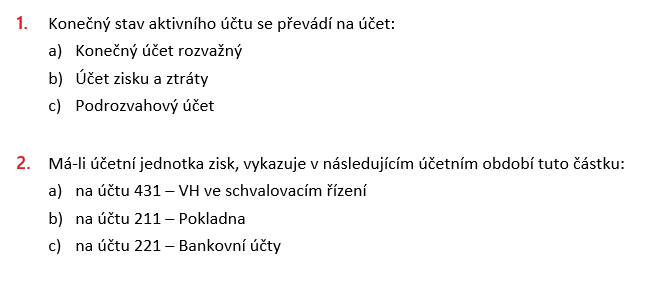 1. Konečný stav aktivního účtu se převádí na účet:
a) Konečný účet rozvažný
b) Účet zisku a ztráty
c) Podrozvahový účet
2. Má-li účetní jednotka zisk, vykazuje v následujícím účetním období tuto částku:
a) na účtu 431 – VH ve schvalovacím řízení
b) na účtu 211 – Pokladna
c) na účtu 221 – Bankovní účty